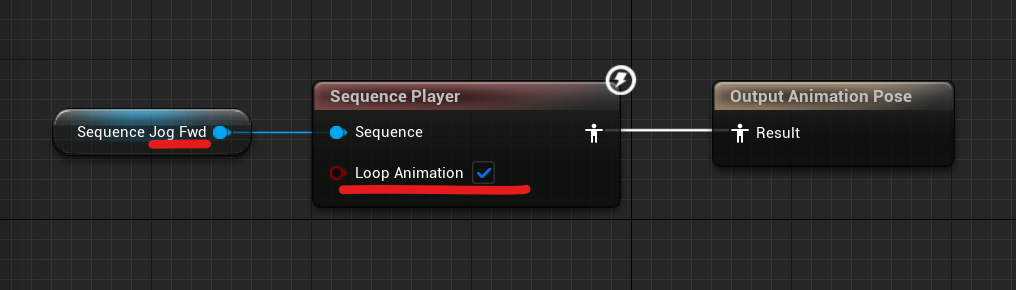 Sequence Player
Output Animation Pose
Sequence Jog Fwd
Sequence
Result
Loop Animation